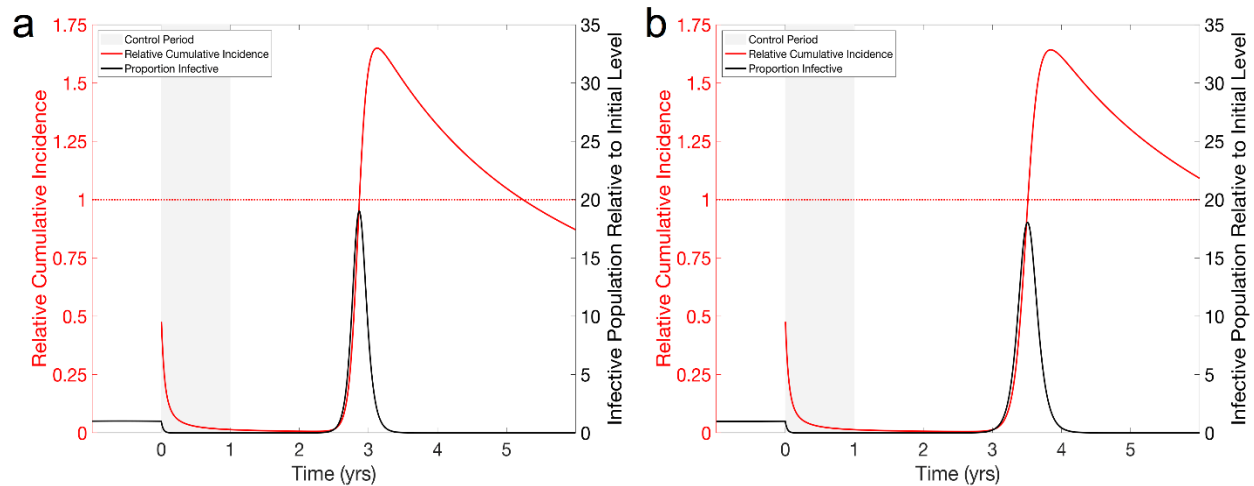 a
1.75
1.5
1.25
1
0.75
0.5
0.25
0
Relative Cumulative Incidence
Control Period
Relative Cumulative Incidence
Proportion Infective
35
30
25
20
15
10
5
0
Infective Population Relative to Initial Level
0 1 2 3 4 5
Time (yrs)
b
1.75
1.5
1.25
1
0.75
0.5
0.25
0
Relative Cumulative Incidence
Control Period
Relative Cumulative Incidence
Proportion Infective
35
30
25
20
15
10
5
0
Infective Population Relative to Initial Level
0 1 2 3 4 5
Time (yrs)